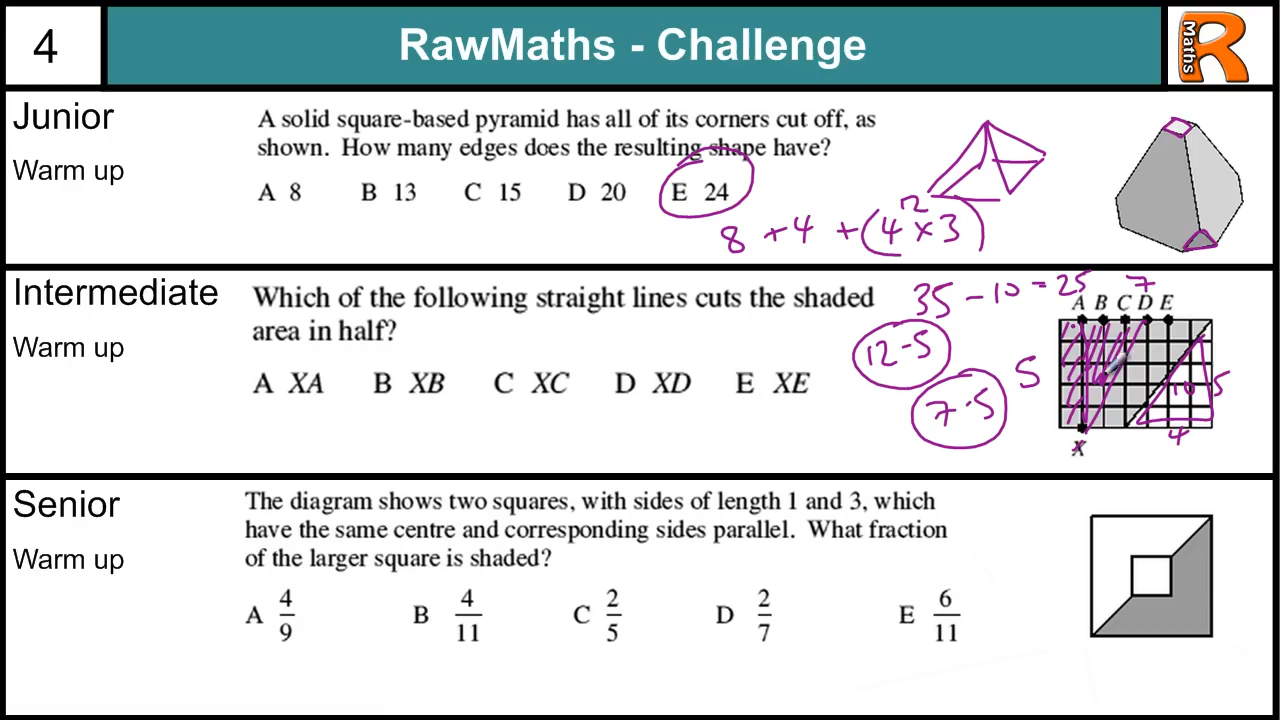 4
RawMaths - Challenge
Maths R
Junior
Warm up
A solid square-based pyramid has all of its corners cut off, as
shown. How many edges does the resulting shape have?
A 8 B 13 C 15 D 20 E 24
12
8 + 4 + (4 × 3)
Intermediate
Warm up
Which of the following straight lines cuts the shaded
area in half?
A XA B XB C XC D XD E XE
35 - 10 = 25
12.5
7.5
7
A B C D E
5
10
5
4
X
Senior
Warm up
The diagram shows two squares, with sides of length 1 and 3, which
have the same centre and corresponding sides parallel. What fraction
of the larger square is shaded?
A 4/9 B 4/11 C 2/5 D 2/7 E 6/11